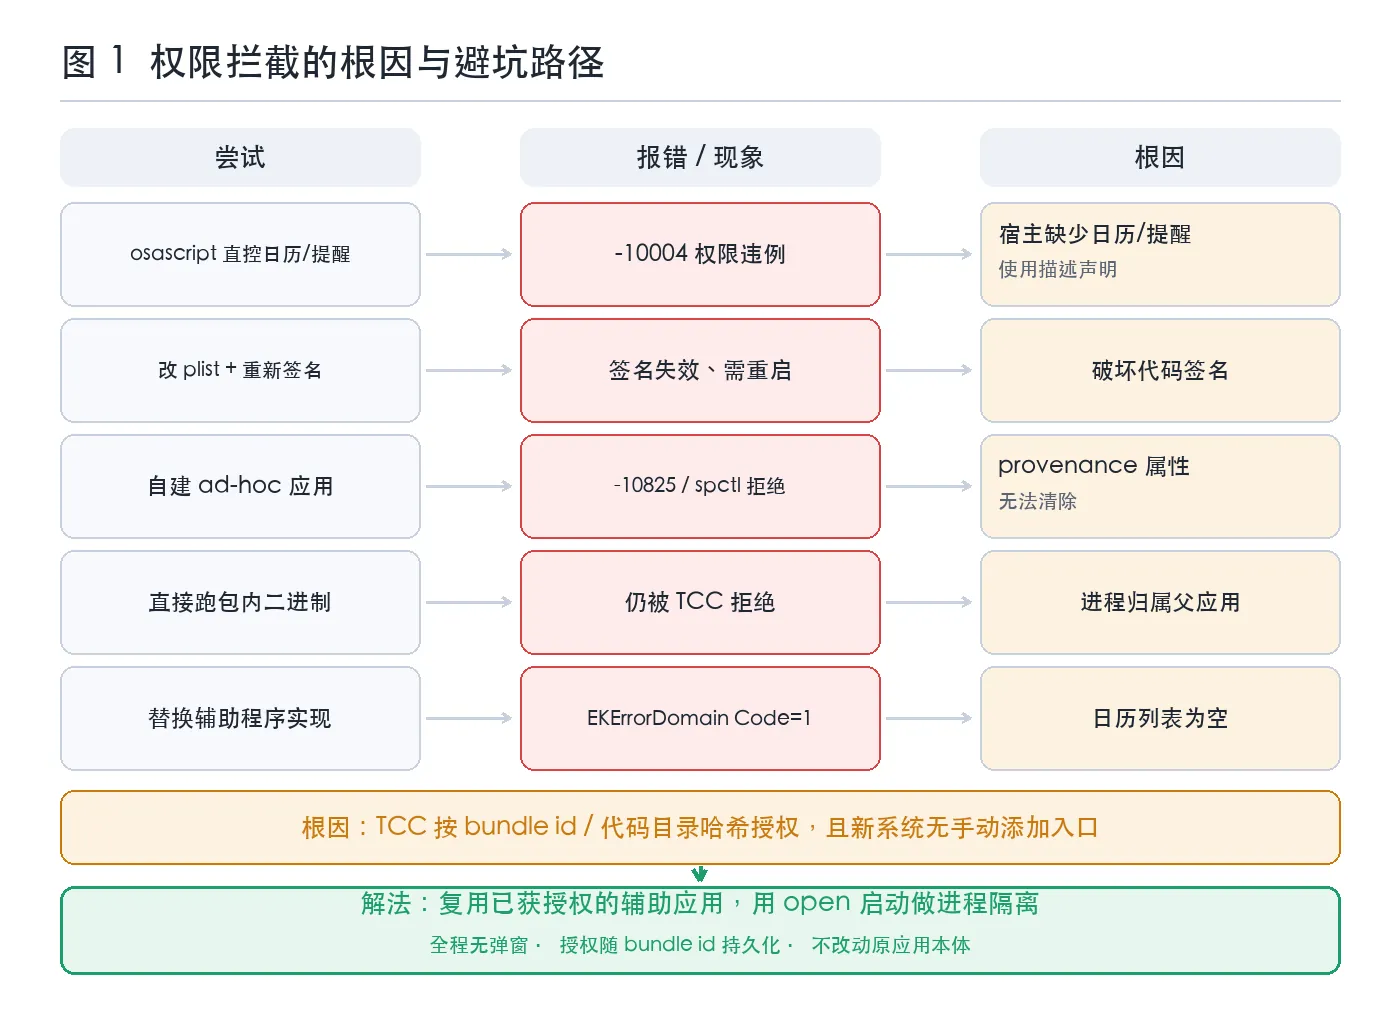 图 1 权限拦截的根因与避坑路径
尝试
报错 / 现象
根因
osascript 直控日历/提醒
-10004 权限违例
宿主缺少日历/提醒
使用描述声明
改 plist + 重新签名
签名失效、需重启
破坏代码签名
自建 ad-hoc 应用
-10825 / spctl 拒绝
provenance 属性
无法清除
直接跑包内二进制
仍被 TCC 拒绝
进程归属父应用
替换辅助程序实现
EKErrorDomain Code=1
日历列表为空
根因：TCC 按 bundle id / 代码目录哈希授权，且新系统无手动添加入口
解法：复用已获授权的辅助应用，用 open 启动做进程隔离
全程无弹窗 · 授权随 bundle id 持久化 · 不改动原应用本体